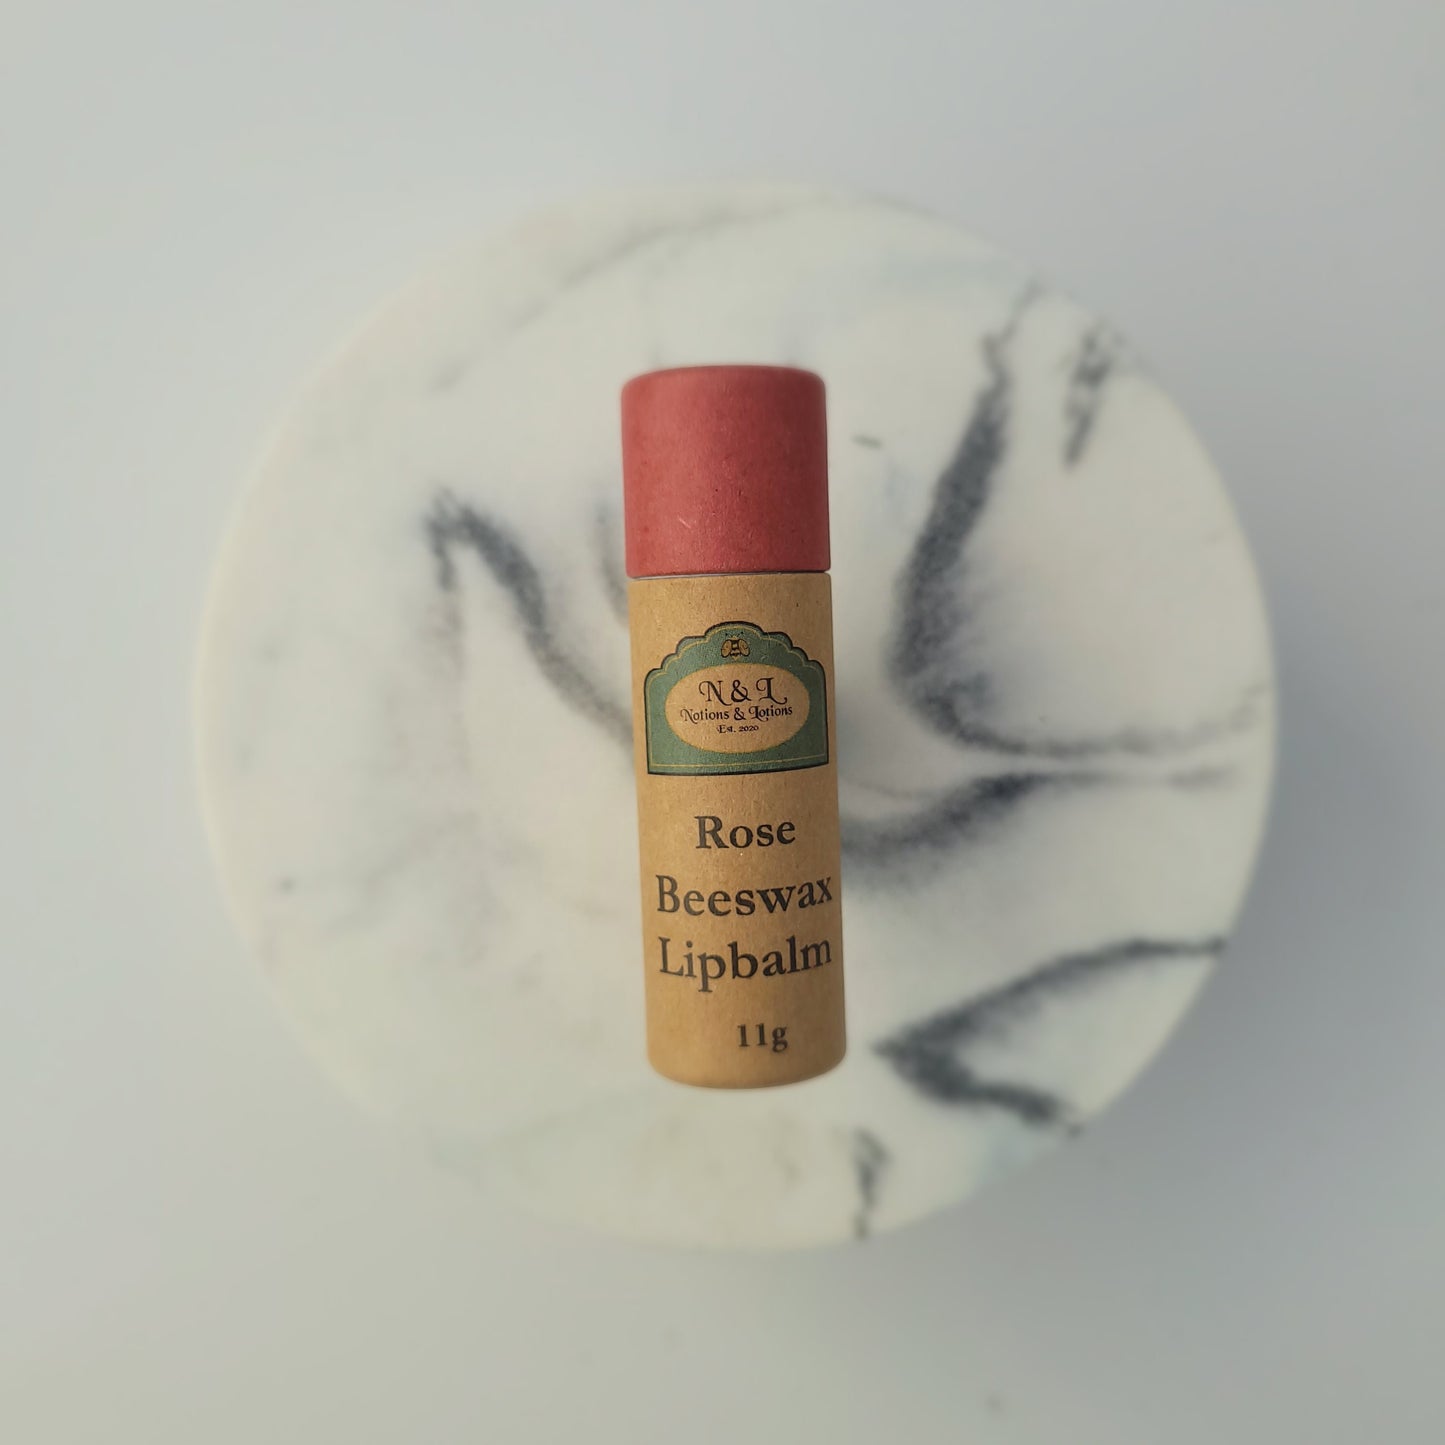 N & L
Notions & Lotions
Est. 2020
Rose
Beeswax
Lipbalm
11g